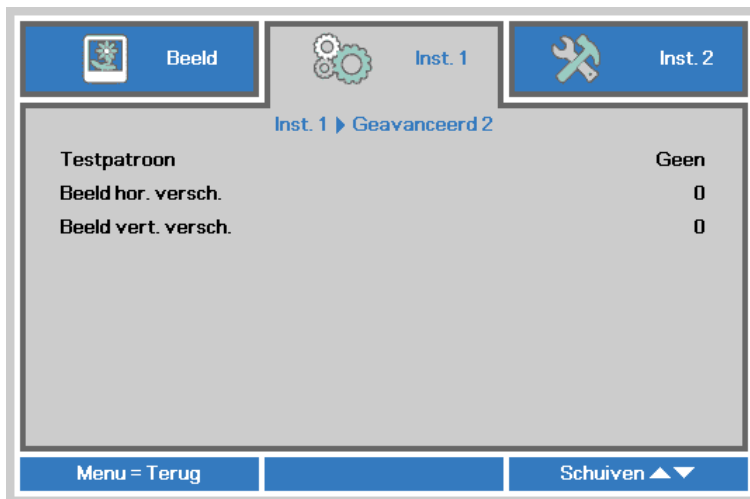 Beeld
Inst. 1
Inst. 2
Inst. 1 ▶ Geavanceerd 2
Testpatroon Geen
Beeld hor. versch. 0
Beeld vert. versch. 0
Menu = Terug
Schuiven ▲▼